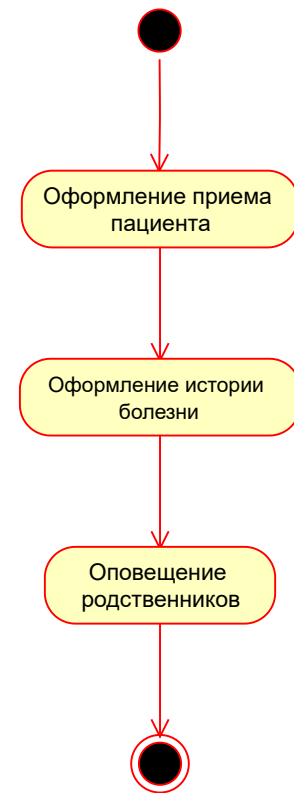 Оформление приема
пациента
Оформление истории
болезни
Оповещение
родственников